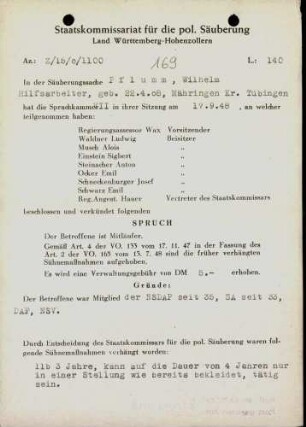 Staatskommissariat für die pol. Säuberung
Land Württemberg-Hohenzollern
Az: Z/1b/c/1100 169 L: 140
In der Säuberungssache Pflumm, Wilhelm
Hilfsarbeiter, geb. 22.4.08, Mähringen Kr. Tübingen
hat die Spruchkammer II in ihrer Sitzung am 17.9.48, an welcher
teilgenommen haben:
Regierungsassessor Wax Vorsitzender
Waldner Ludwig Beisitzer
Musch Alois "
Einstein Sigbert "
Steinacher Anton "
Osker Emil "
Schneckenburger Josef "
Schwarz Emil "
Reg.Angest. Hauer Vertreter des Staatskommissars
beschlossen und verkündet folgenden
SPRUCH
Der Betroffene ist Mitläufer.
Gemäß Art. 4 der VO. 133 vom 17. 11. 47 in der Fassung des
Art. 2 der VO. 165 vom 13. 7. 48 sind die früher verhängten
Sühnemaßnahmen aufgehoben.
Es wird eine Verwaltungsgebühr von DM 5.- erhoben.
Gründe:
Der Betroffene war Mitglied der NSDAP seit 33, SA seit 33,
DAF, NSV.
Durch Entscheidung des Staatskommissars für die pol. Säuberung waren fol-
gende Sühnemaßnahmen verhängt worden:
11b 3 Jahre, kann auf die Dauer von 4 Jahren nur
in einer Stellung wie bereits bekleidet, tätig
sein.